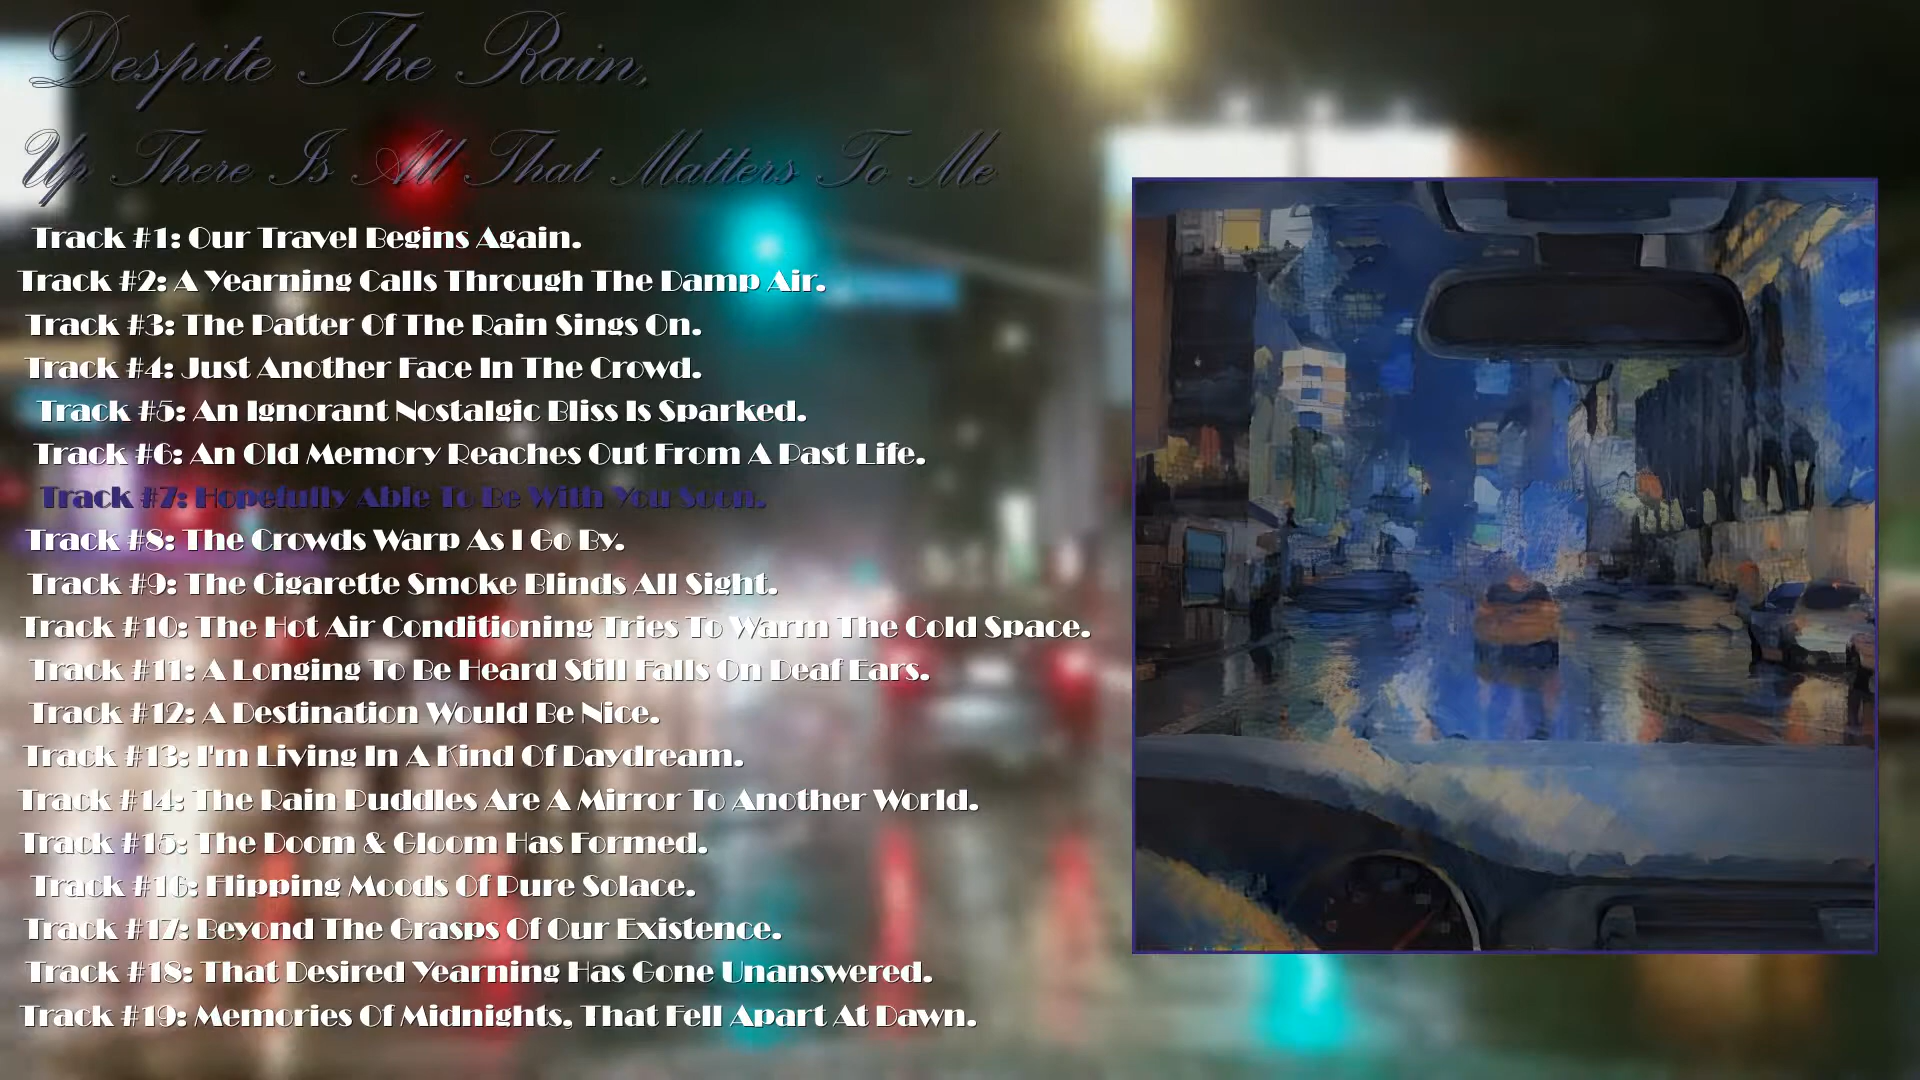 Despite The Rain,
Up There Is All That Matters To Me
Track #1: Our Travel Begins Again.
Track #2: A Yearning Calls Through The Damp Air.
Track #3: The Patter Of The Rain Sings On.
Track #4: Just Another Face In The Crowd.
Track #5: An Ignorant Nostalgic Bliss Is Sparked.
Track #6: An Old Memory Reaches Out From A Past Life.
Track #7: Hopefully Able To Be With You Soon.
Track #8: The Crowds Warp As I Go By.
Track #9: The Cigarette Smoke Blinds All Sight.
Track #10: The Hot Air Conditioning Tries To Warm The Cold Space.
Track #11: A Longing To Be Heard Still Falls On Deaf Ears.
Track #12: A Destination Would Be Nice.
Track #13: I'm Living In A Kind Of Daydream.
Track #14: The Rain Puddles Are A Mirror To Another World.
Track #15: The Doom & Gloom Has Formed.
Track #16: Flipping Moods Of Pure Solace.
Track #17: Beyond The Grasps Of Our Existence.
Track #18: That Desired Yearning Has Gone Unanswered.
Track #19: Memories Of Midnights, That Fell Apart At Dawn.